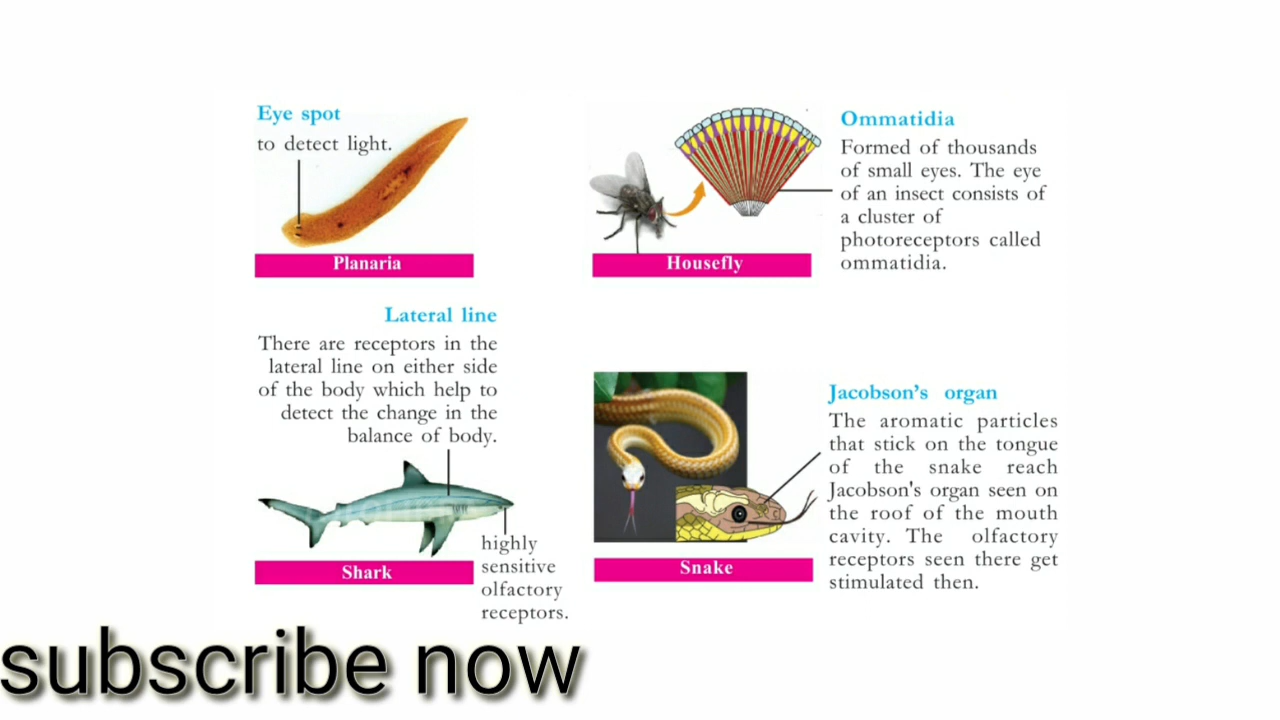 Eye spot
to detect light.
Planaria
Housefly
Ommatidia
Formed of thousands
of small eyes. The eye
of an insect consists of
a cluster of
photoreceptors called
ommatidia.
Lateral line
There are receptors in the
lateral line on either side
of the body which help to
detect the change in the
balance of body.
highly
sensitive
olfactory
receptors.
Shark
Snake
Jacobson's organ
The aromatic particles
that stick on the tongue
of the snake reach
Jacobson's organ seen on
the roof of the mouth
cavity. The olfactory
receptors seen there get
stimulated then.
subscribe now